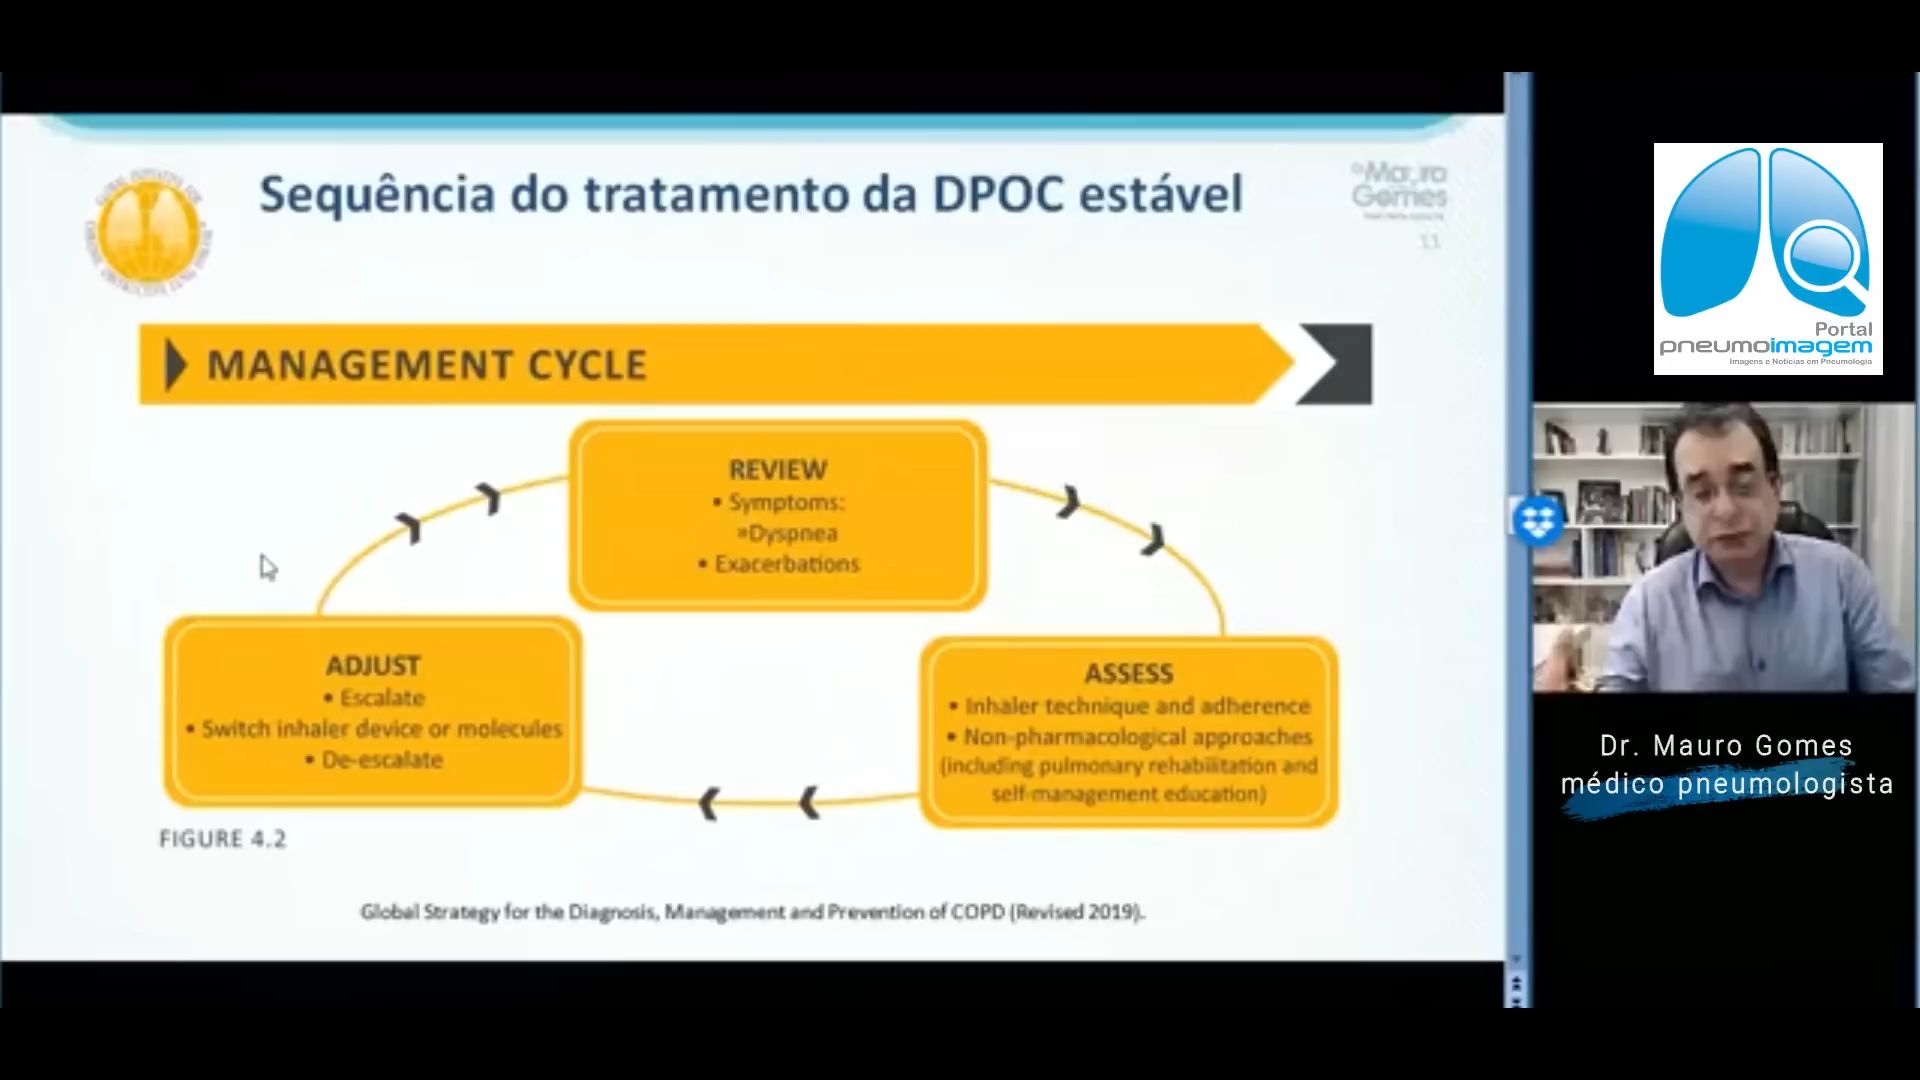 Sequência do tratamento da DPOC estável
Mauro
Gomes
11
MANAGEMENT CYCLE
REVIEW
• Symptoms:
Dyspnea
• Exacerbations
ADJUST
• Escalate
• Switch inhaler device or molecules
• De-escalate
ASSESS
• Inhaler technique and adherence
• Non-pharmacological approaches
(including pulmonary rehabilitation and
self-management education)
FIGURE 4.2
Global Strategy for the Diagnosis, Management and Prevention of COPD (Revised 2019).
Portal
pneumoimagem
Imagens e Notícias em Pneumologia
Dr. Mauro Gomes
médico pneumologista